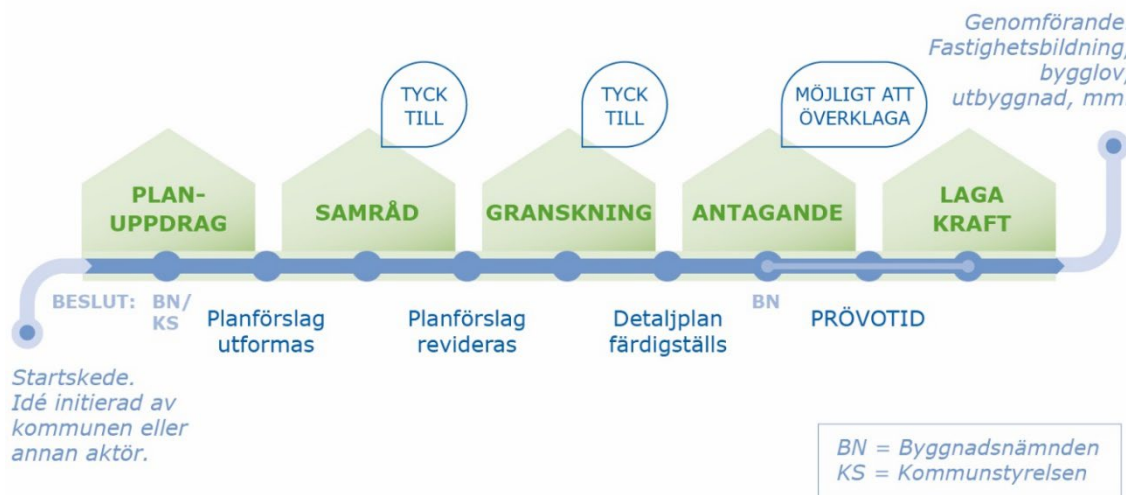 Genomförande.
Fastighetsbildning,
bygglov,
utbyggnad, mm.
TYCK
TILL
TYCK
TILL
MÖJLIGT ATT
ÖVERKLAGA
PLAN-
UPPDRAG
SAMRÅD
GRANSKNING
ANTAGANDE
LAGA
KRAFT
BESLUT:
BN/
KS
Planförslag
utformas
Planförslag
revideras
Detaljplan
färdigställs
BN
PRÖVOTID
Startskede.
Idé initierad av
kommunen eller
annan aktör.
BN = Byggnadsnämnden
KS = Kommunstyrelsen